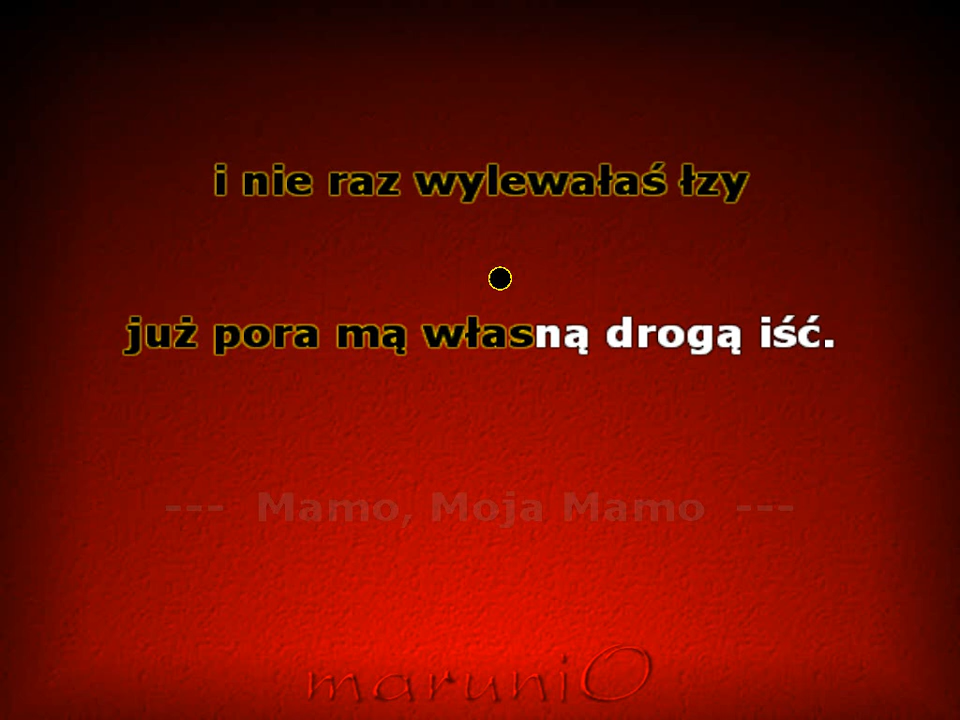 i nie raz wylewałaś łzy
już pora mą własną drogą iść.
--- Mamo, Moja Mamo ---
maruniO